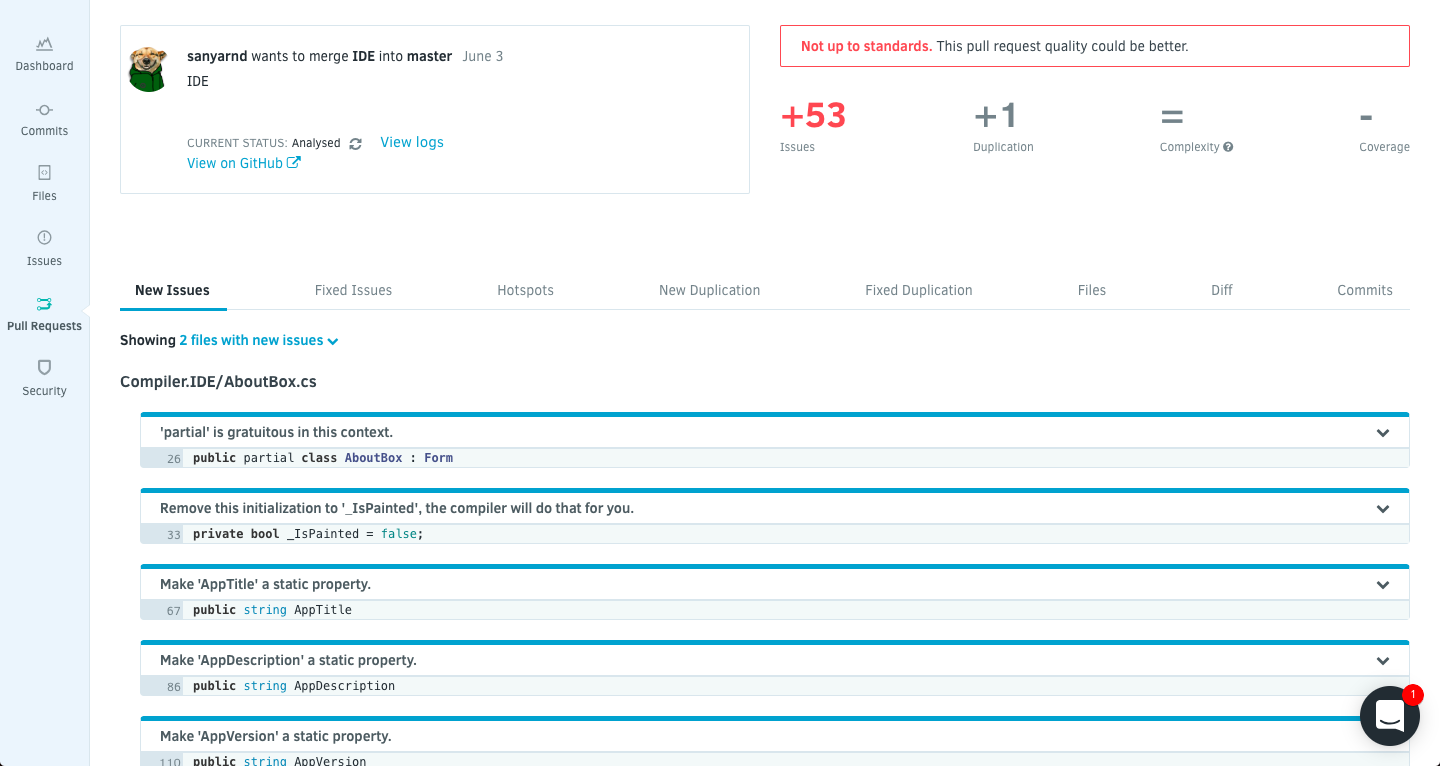 Dashboard
Commits
Files
Issues
Pull Requests
Security
sanyarnd wants to merge IDE into master June 3
IDE
CURRENT STATUS: Analysed View logs
View on GitHub
Not up to standards. This pull request quality could be better.
+53 +1 = -
Issues Duplication Complexity ? Coverage
New Issues Fixed Issues Hotspots New Duplication Fixed Duplication Files Diff Commits
Showing 2 files with new issues
Compiler.IDE/AboutBox.cs
'partial' is gratuitous in this context.
26 public partial class AboutBox : Form
Remove this initialization to '_IsPainted', the compiler will do that for you.
33 private bool _IsPainted = false;
Make 'AppTitle' a static property.
67 public string AppTitle
Make 'AppDescription' a static property.
86 public string AppDescription
1
Make 'AppVersion' a static property.
110 public string AppVersion